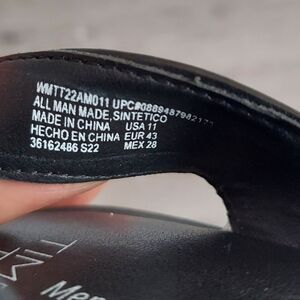 WMTT22AM011
ALL MAN MADE,SINTETICO
MADE IN CHINA USA 11
HECHO EN CHINA EUR 43
36162486 S22 MEX 28